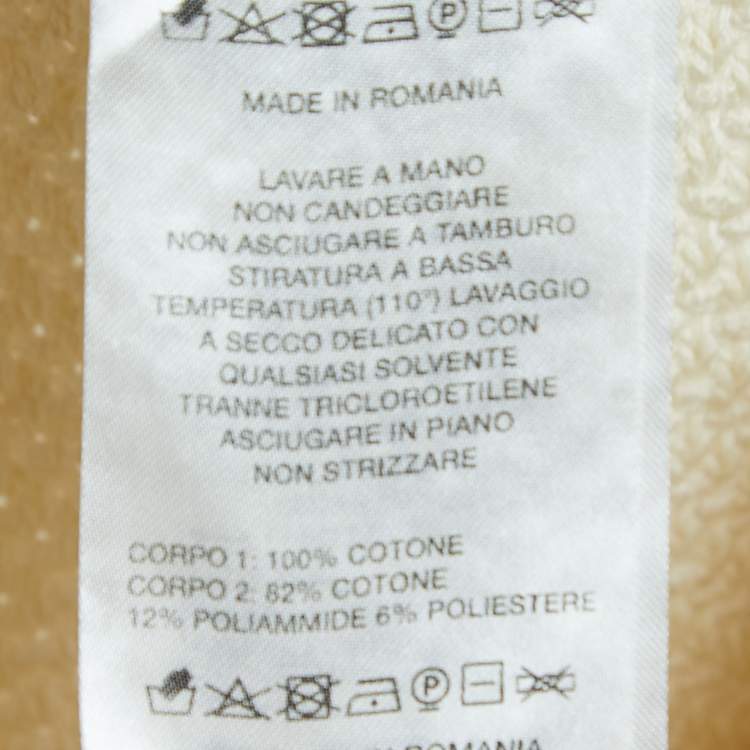 P
MADE IN ROMANIA
LAVARE A MANO
NON CANDEGGIARE
NON ASCIUGARE A TAMBURO
STIRATURA A BASSA
TEMPERATURA (110°) LAVAGGIO
A SECCO DELICATO CON
QUALSIASI SOLVENTE
TRANNE TRICLOROETILENE
ASCIUGARE IN PIANO
NON STRIZZARE
CORPO 1: 100% COTONE
CORPO 2: 82% COTONE
12% POLIAMMIDE 6% POLIESTERE
P
ROMANIA